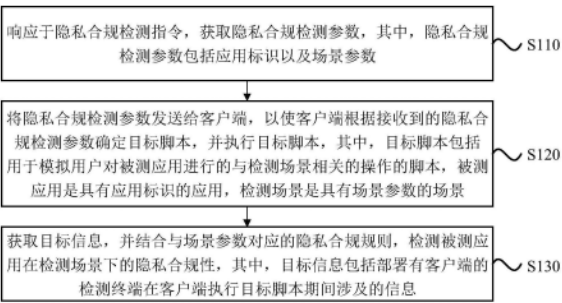 响应于隐私合规检测指令，获取隐私合规检测参数，其中，隐私合规
检测参数包括应用标识以及场景参数
S110
将隐私合规检测参数发送给客户端，以使客户端根据接收到的隐私合
规检测参数确定目标脚本，并执行目标脚本，其中，目标脚本包括
用于模拟用户对被测应用进行的与检测场景相关的操作的脚本，被测
应用是具有应用标识的应用，检测场景是具有场景参数的场景
S120
获取目标信息，并结合与场景参数对应的隐私合规规则，检测被测应
用在检测场景下的隐私合规性，其中，目标信息包括部署有客户端的
检测终端在客户端执行目标脚本期间涉及的信息
S130